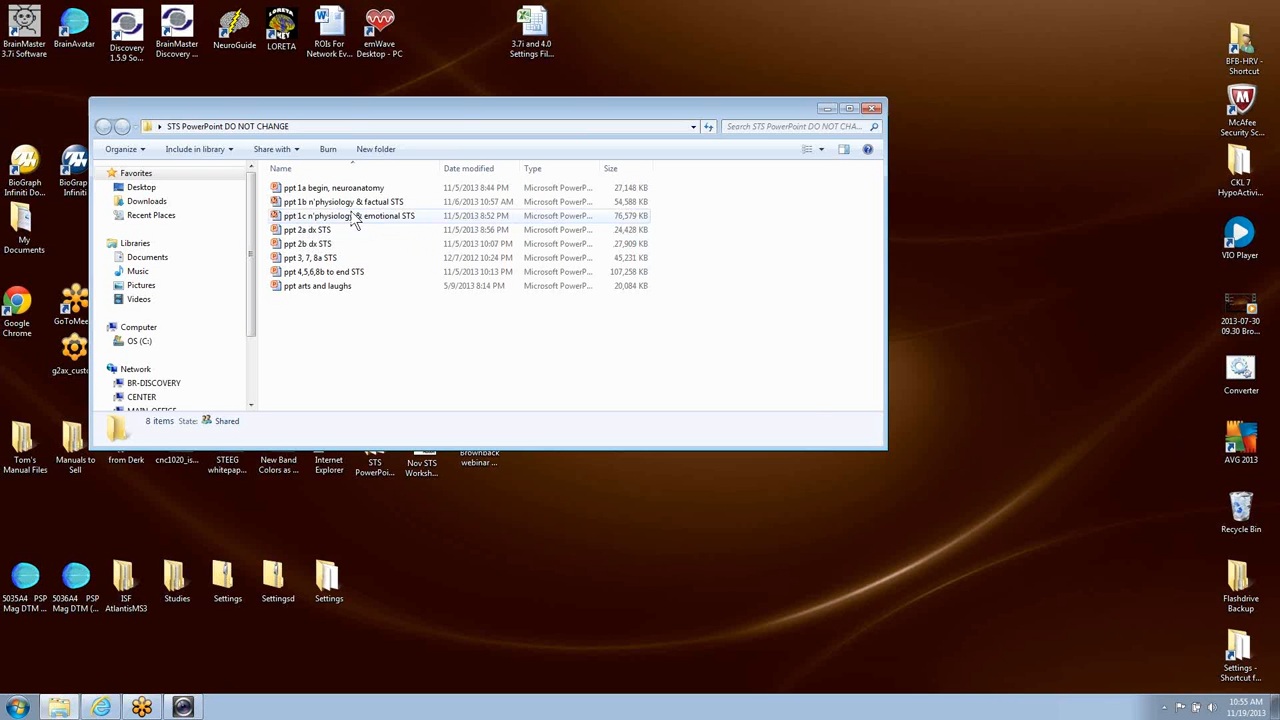 BrainMaster 3.7i Software
BrainAvatar
Discovery 1.5.9 So...
BrainMaster Discovery ...
NeuroGuide
LORETA
ROIs For Network Ev...
emWave Desktop - PC
3.7i and 4.0 Settings Fil...
BFB-HRV - Shortcut
McAfee Security Sc...
CKL 7 HypoActivi...
VIO Player
2013-07-30 09.30 Bro...
Converter
AVG 2013
Recycle Bin
Flashdrive Backup
Settings - Shortcut f...
BioGraph Infiniti Do...
BioGr Infiniti
My Documents
Google Chrome
GoToMee
g2ax_custo
STS PowerPoint DO NOT CHANGE
Search STS PowerPoint DO NOT CHA...
Organize
Include in library
Share with
Burn
New folder
Favorites
Desktop
Downloads
Recent Places
Libraries
Documents
Music
Pictures
Videos
Computer
OS (C:)
Network
BR-DISCOVERY
CENTER
MAIN-OFFICE
Name Date modified Type Size
ppt 1a begin, neuroanatomy 11/5/2013 8:44 PM Microsoft PowerP... 27,148 KB
ppt 1b n'physiology & factual STS 11/6/2013 10:57 AM Microsoft PowerP... 54,588 KB
ppt 1c n'physiology & emotional STS 11/5/2013 8:52 PM Microsoft PowerP... 76,579 KB
ppt 2a dx STS 11/5/2013 8:56 PM Microsoft PowerP... 24,428 KB
ppt 2b dx STS 11/5/2013 10:07 PM Microsoft PowerP... 27,909 KB
ppt 3, 7, 8a STS 12/7/2012 10:24 PM Microsoft PowerP... 45,231 KB
ppt 4,5,6,8b to end STS 11/5/2013 10:13 PM Microsoft PowerP... 107,258 KB
ppt arts and laughs 5/9/2013 8:14 PM Microsoft PowerP... 20,084 KB
8 items State: Shared
Tom's Manual Files
Manuals to Sell
from Derk
cnc1020_is...
STEEG whitepap...
New Band Colors as ...
Internet Explorer
STS PowerPoi...
Nov STS Worksh...
Brownback webinar ...
5035A4 PSP Mag DTM ...
5036A4 PSP Mag DTM (...
ISF AtlantisMS3
Studies
Settings
Settingsd
Settings
10:55 AM
11/19/2013